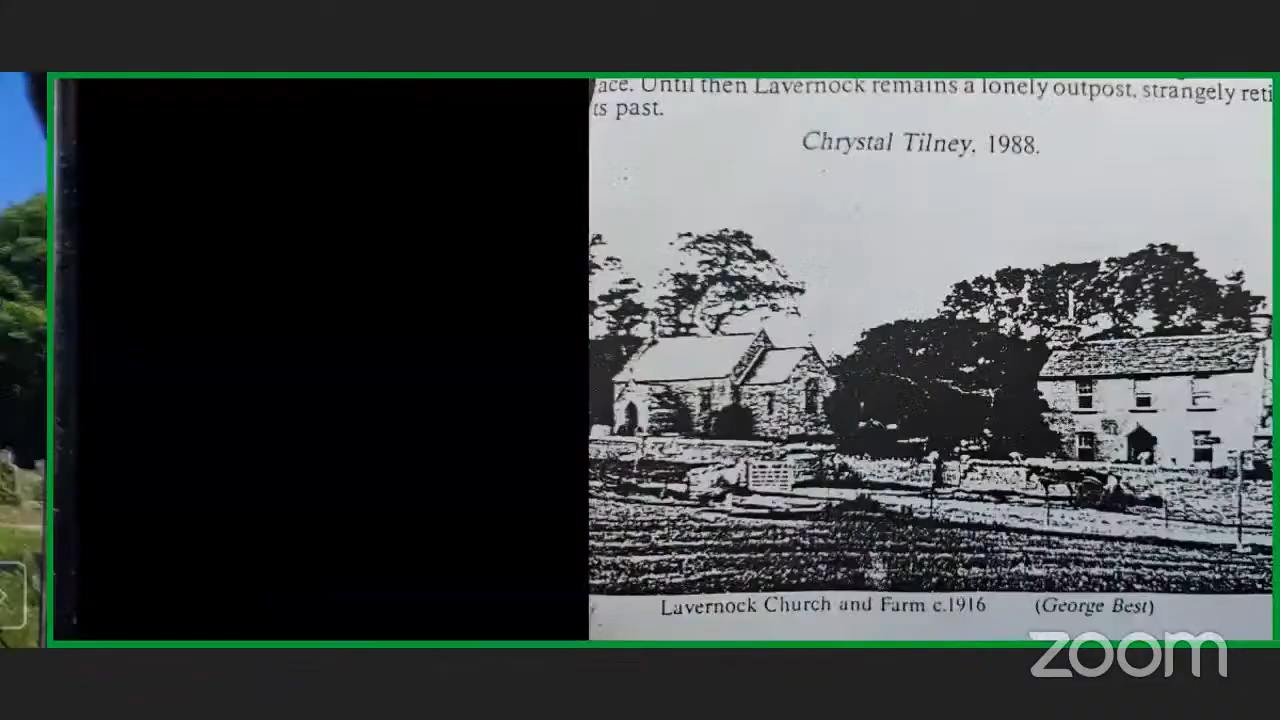 ace. Until then Lavernock remains a lonely outpost, strangely reti
ts past.
Chrystal Tilney, 1988.
Lavernock Church and Farm c.1916 (George Best)
zoom